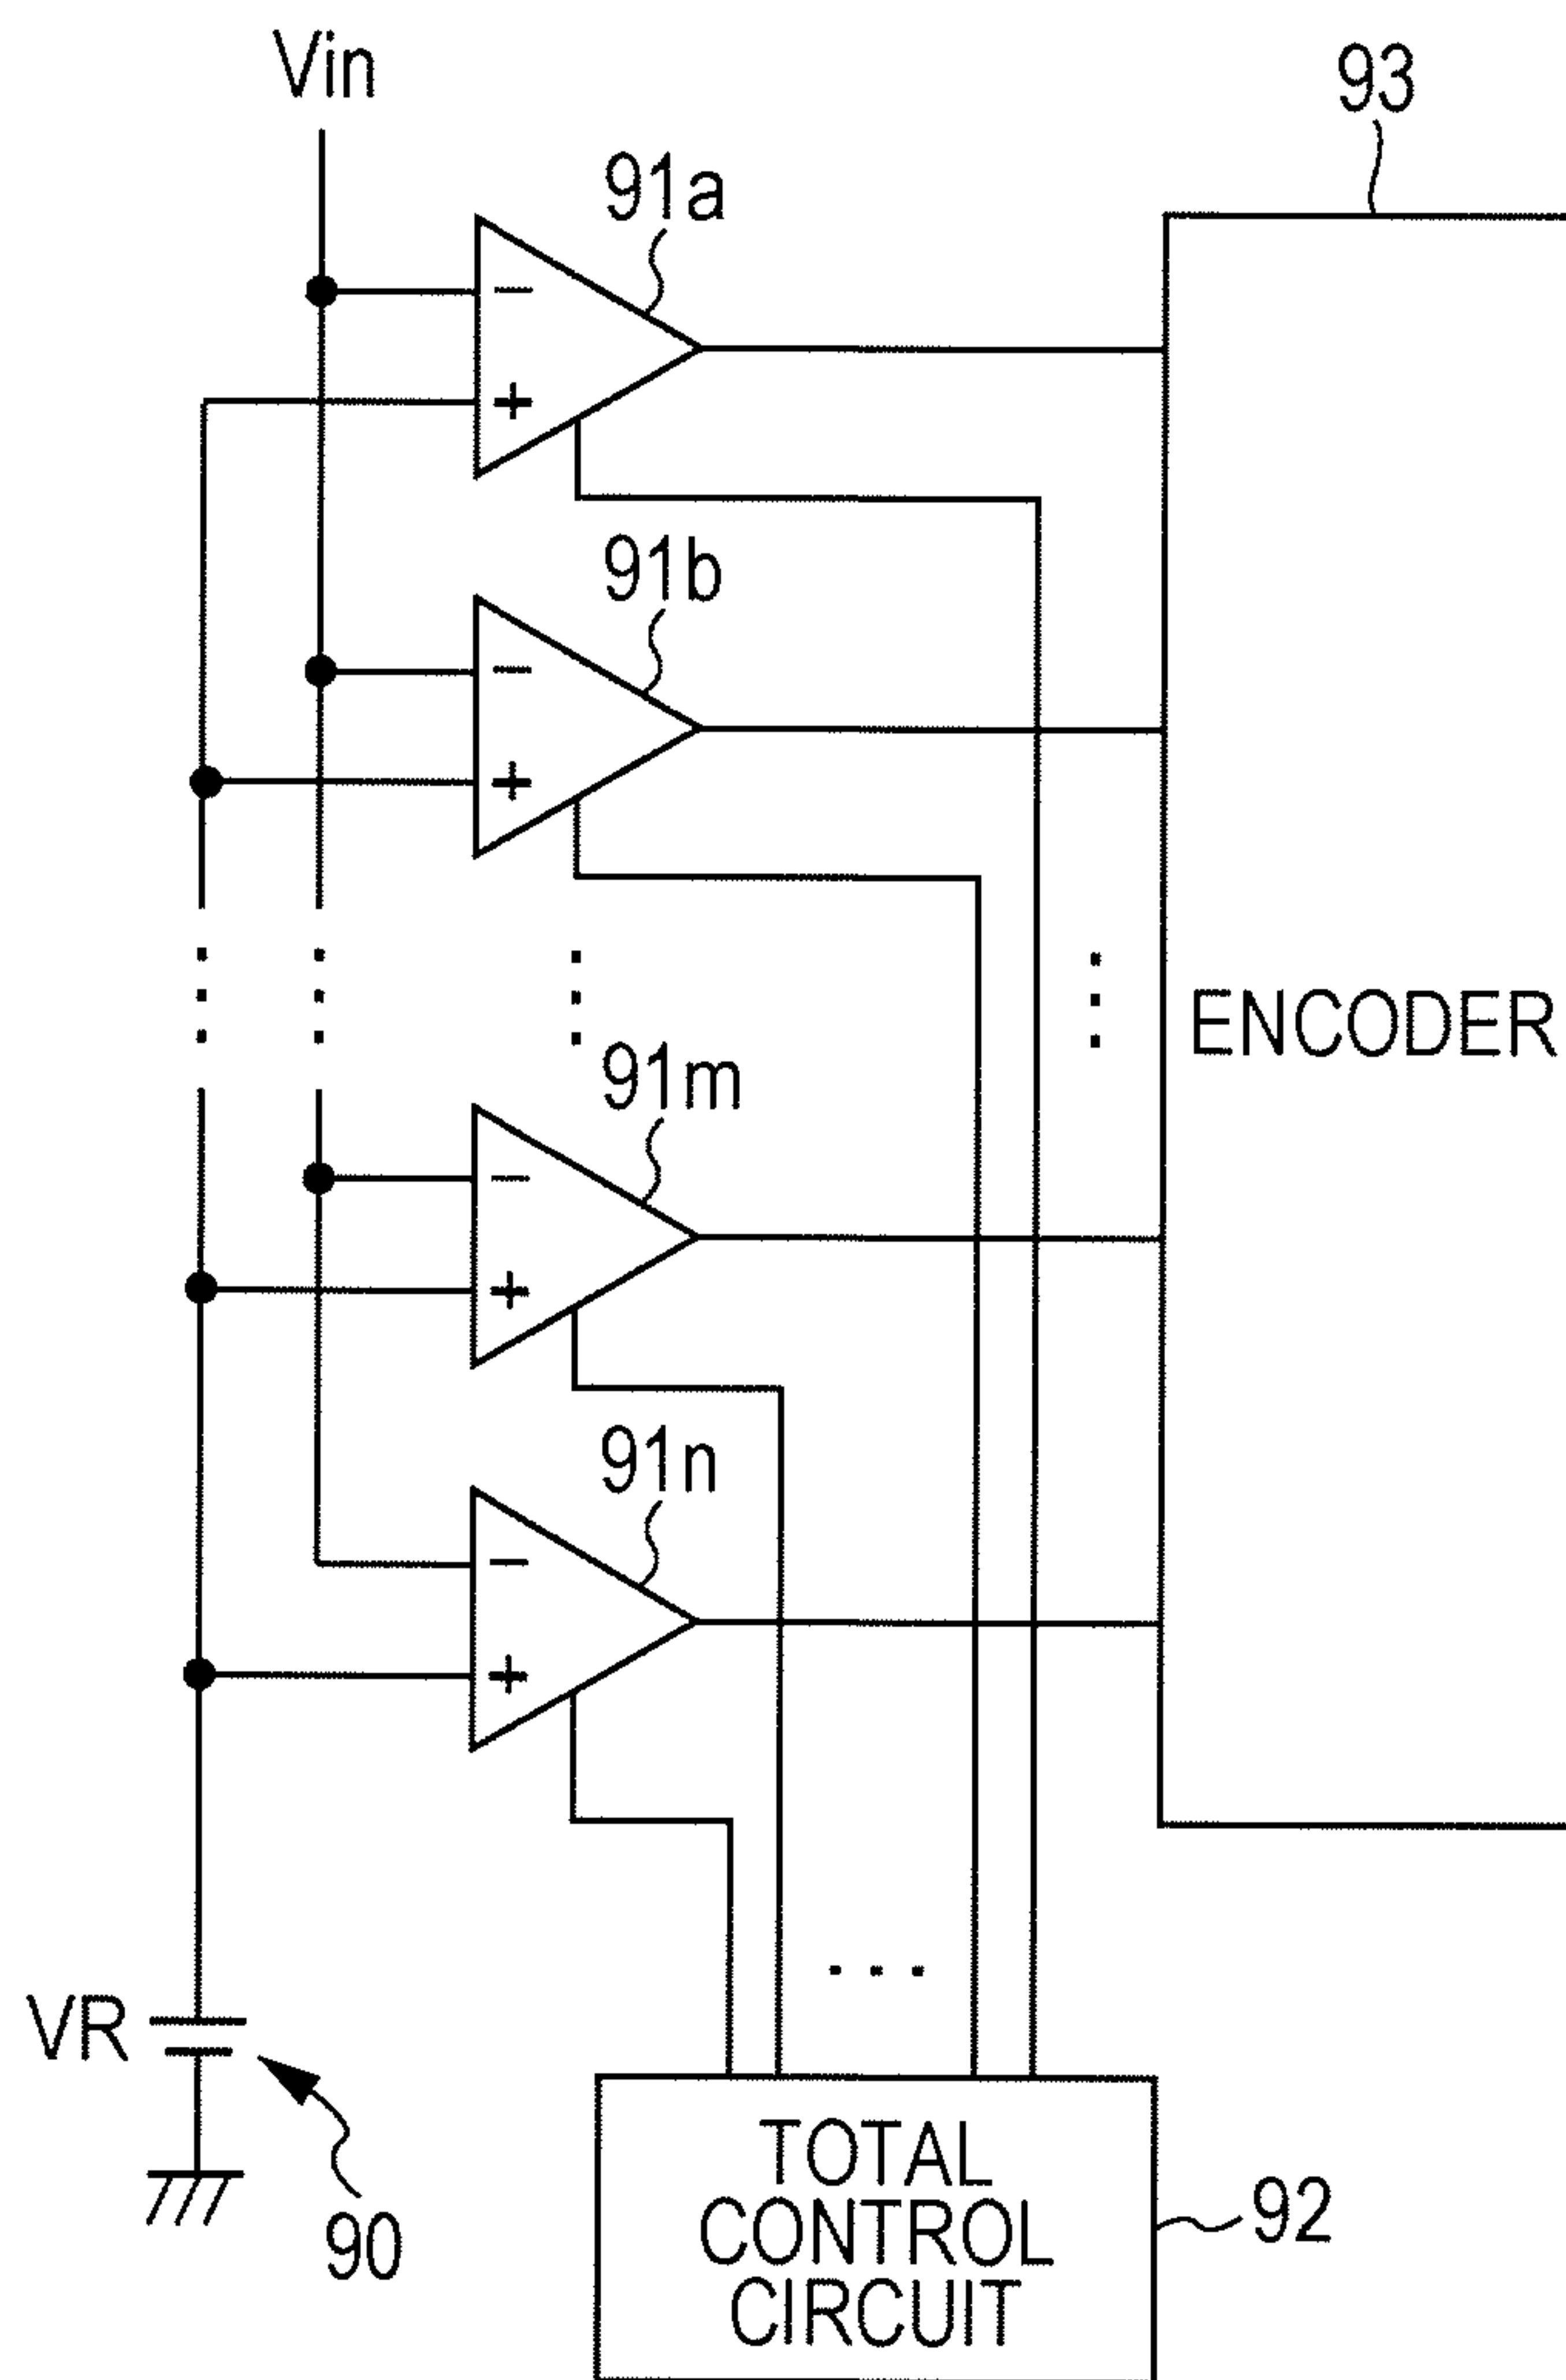 Vin
93
91a
−
+
91b
−
+
ENCODER
91m
−
+
91n
−
+
VR
90
TOTAL
CONTROL
CIRCUIT
92